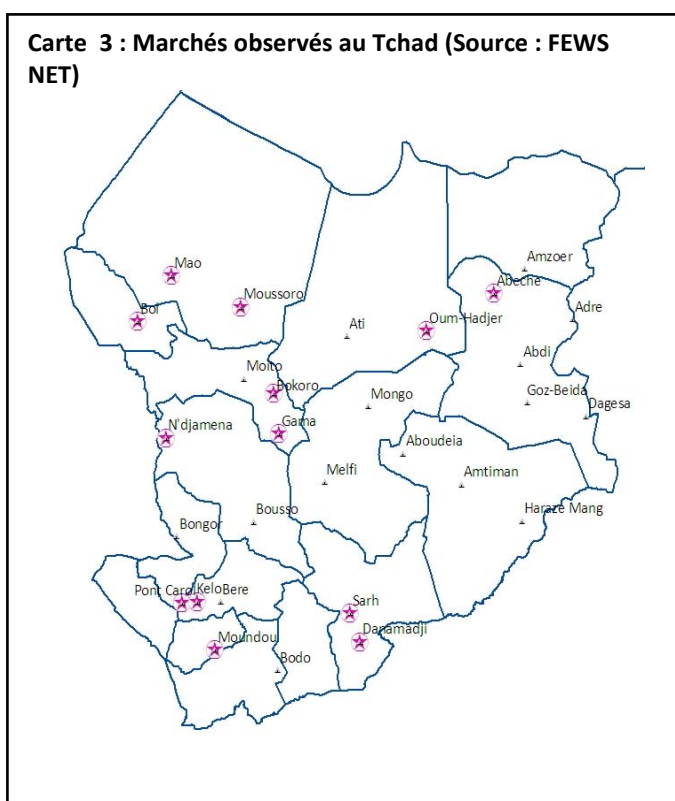 Carte 3 : Marchés observés au Tchad (Source : FEWS
NET)
Amzoer
Mao
Abeche
Moussoro
Bol
Adre
Oum-Hadjer
Ati
Abdi
Moito
Bokoro
Mongo
Goz-Beida
Dagesa
N'djamena
Gama
Aboudeia
Melfi
Amtiman
Bousso
Haraze Mang
Bongor
Pont Carol
Kelo
Bere
Sarh
Danamadji
Moundou
Bodo